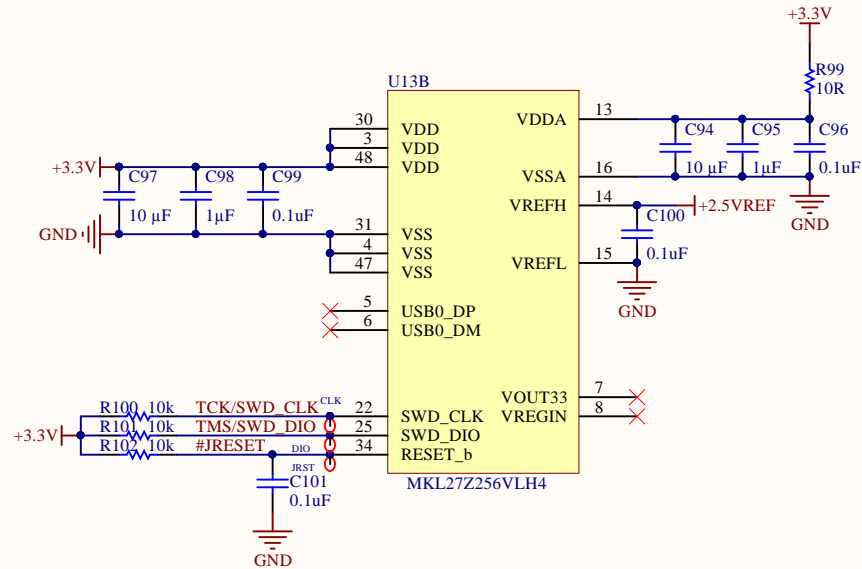 +3.3V
R99
10R
U13B
30 VDD
3 VDD
48 VDD
VDDA 13
C94 C95 C96
10 µF 1µF 0.1uF
+3.3V
C97 C98 C99
10 µF 1µF 0.1uF
VSSA 16
GND
VREFH 14
+2.5VREF
C100
0.1uF
GND
31 VSS
4 VSS
47 VSS
VREFL 15
GND
5 USB0_DP
6 USB0_DM
VOUT33 7
VREGIN 8
+3.3V
R100 10k TCK/SWD_CLK CLK 22 SWD_CLK
R101 10k TMS/SWD_DIO 25 SWD_DIO
R102 10k #JRESET DIO 34 RESET_b
JRST
C101
0.1uF
MKL27Z256VLH4
GND